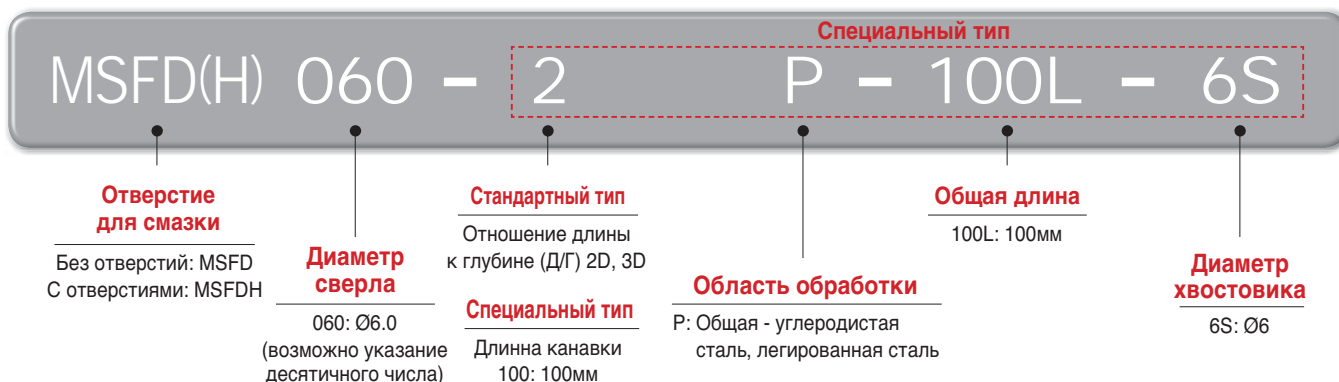 Специальный тип
MSFD(H) 060 - 2 P - 100L - 6S
Отверстие
для смазки
Без отверстий: MSFD
С отверстиями: MSFDH
Диаметр
сверла
060: Ø6.0
(возможно указание
десятичного числа)
Стандартный тип
Отношение длины
к глубине (Д/Г) 2D, 3D
Специальный тип
Длинна канавки
100: 100мм
Область обработки
P: Общая - углеродистая
сталь, легированная сталь
Общая длина
100L: 100мм
Диаметр
хвостовика
6S: Ø6